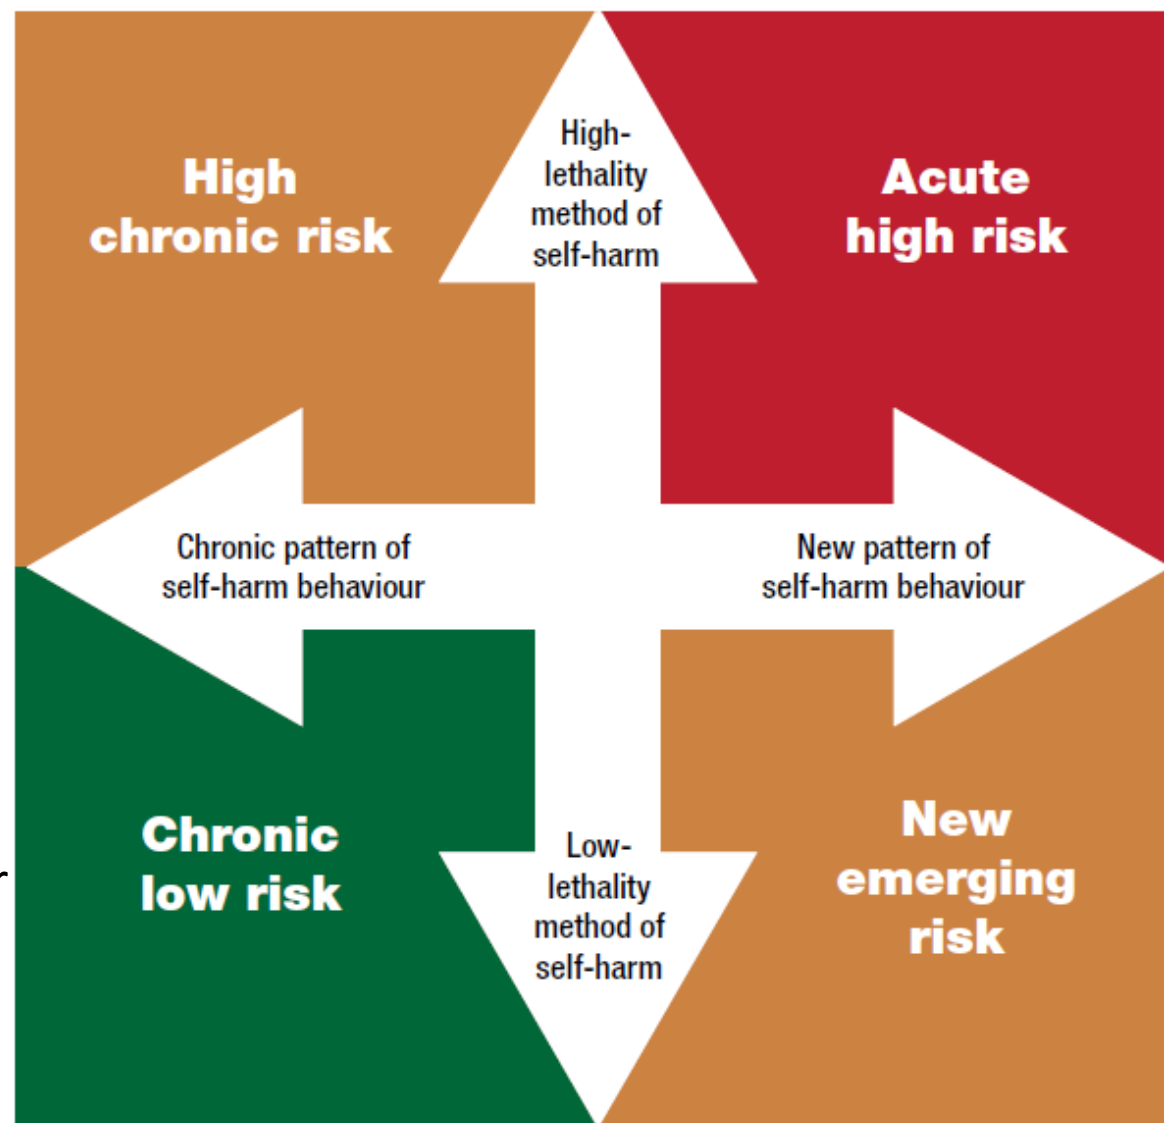 High-
lethality
method of
self-harm
High
chronic risk
Acute
high risk
Chronic pattern of
self-harm behaviour
New pattern of
self-harm behaviour
Chronic
low risk
r
Low-
lethality
method of
self-harm
New
emerging
risk